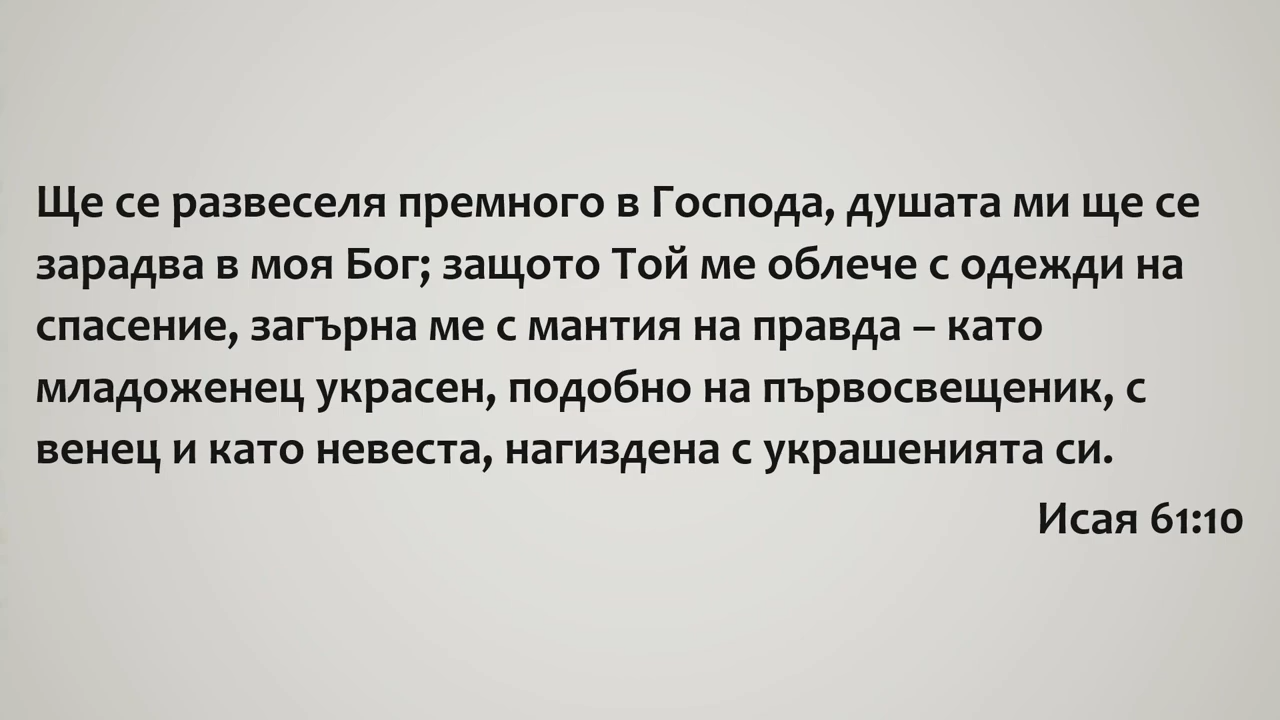 Ще се развеселя премного в Господа, душата ми ще се
зарадва в моя Бог; защото Той ме облече с одежди на
спасение, загърна ме с мантия на правда – като
младоженец украсен, подобно на първосвещеник, с
венец и като невеста, нагиздена с украшенията си.
Исая 61:10